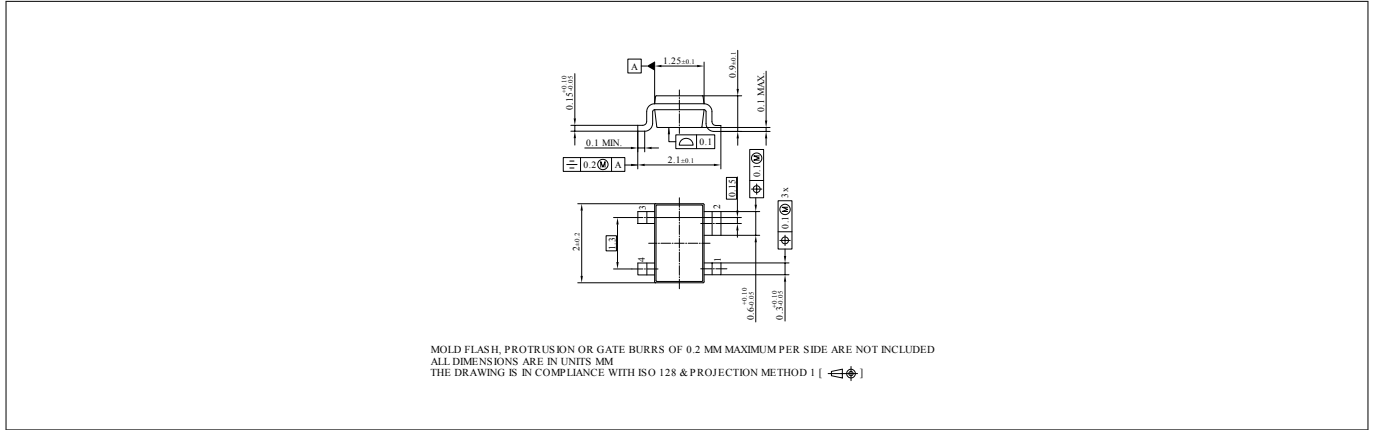 A
1.25±0.1
0.9±0.1
0.15 +0.10 -0.05
0.1 MAX.
0.1 MIN.
0.1
0.2 Ⓜ A
2.1±0.1
0.1Ⓜ
0.15
0.1Ⓜ 3x
3
2
2±0.2
1.3
4
1
0.6 +0.10 -0.05
0.3 +0.10 -0.05
MOLD FLASH, PROTRUSION OR GATE BURRS OF 0.2 MM MAXIMUM PER SIDE ARE NOT INCLUDED
ALL DIMENSIONS ARE IN UNITS MM
THE DRAWING IS IN COMPLIANCE WITH ISO 128 & PROJECTION METHOD 1 [ ]